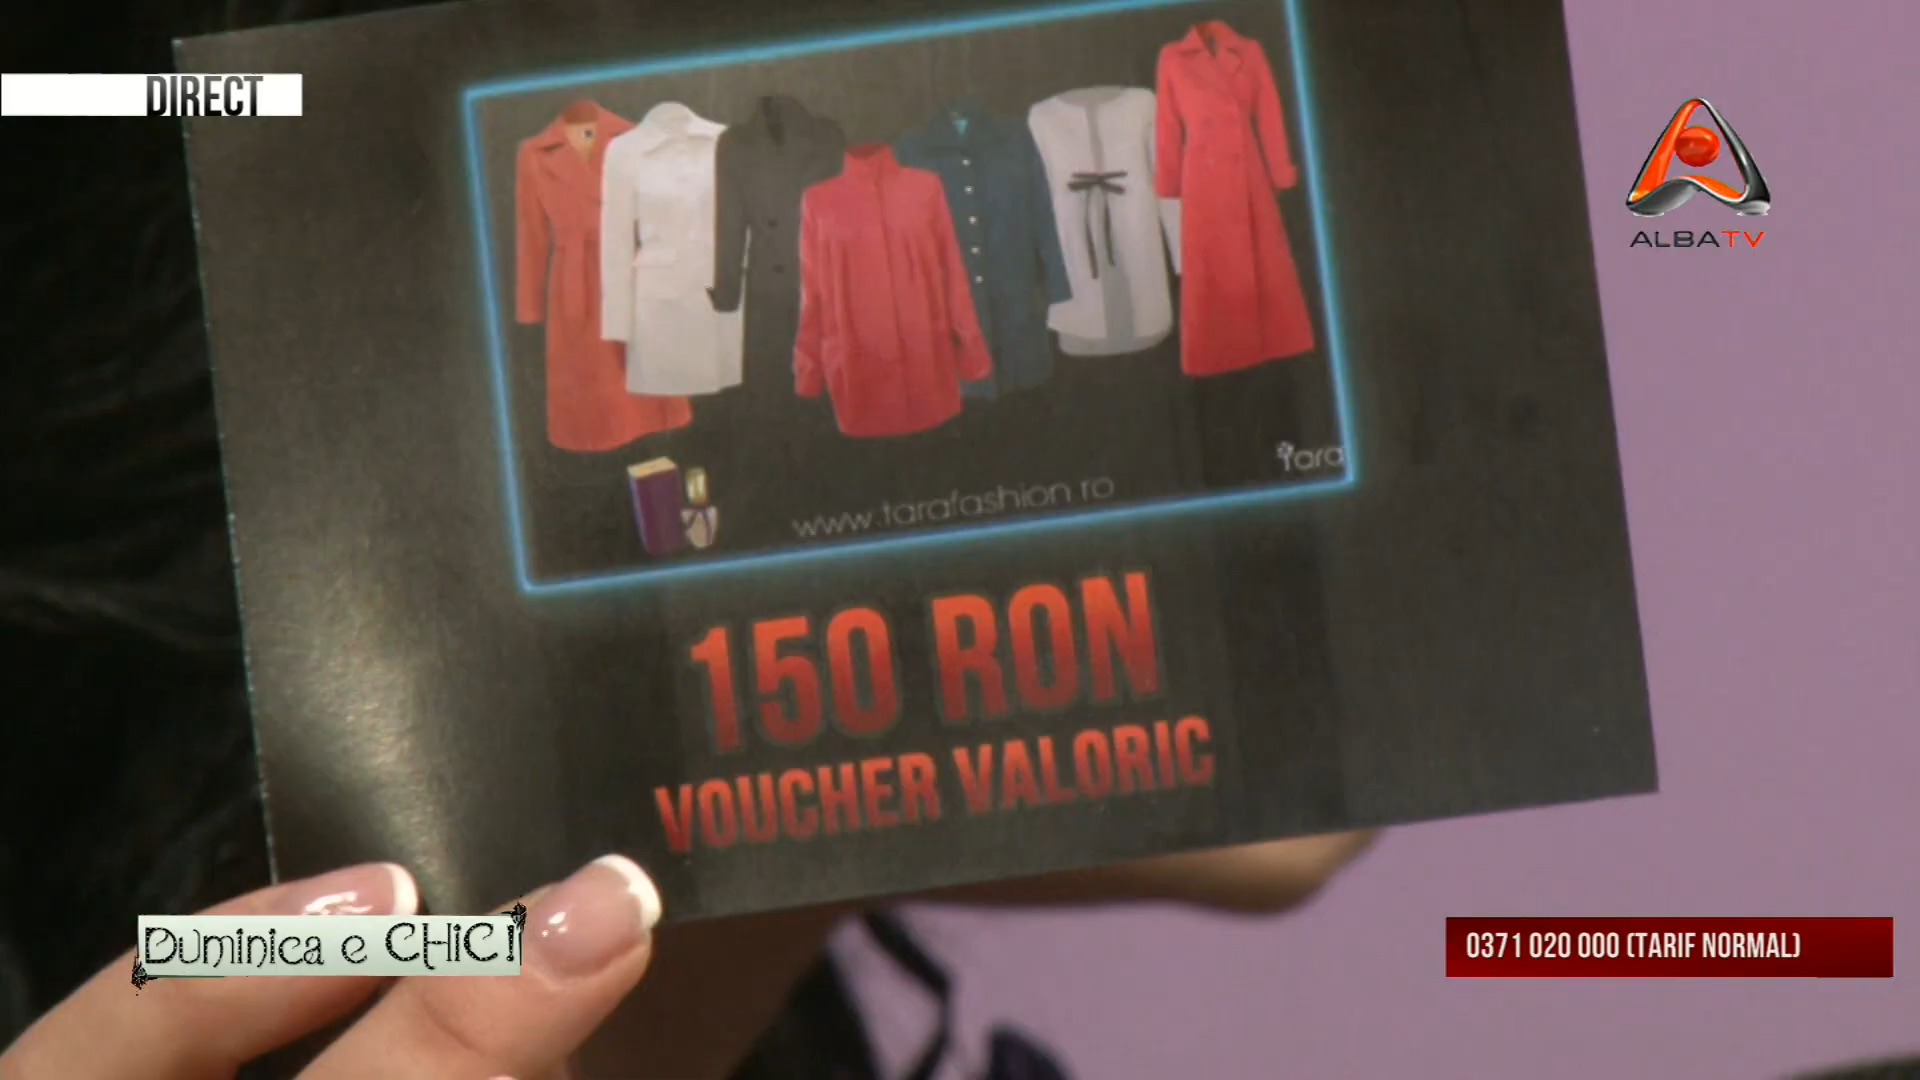 DIRECT
ALBATV
Tara
www.tarafashion.ro
150 RON
VOUCHER VALORIC
Duminica e CHIC!
0371 020 000 (TARIF NORMAL)